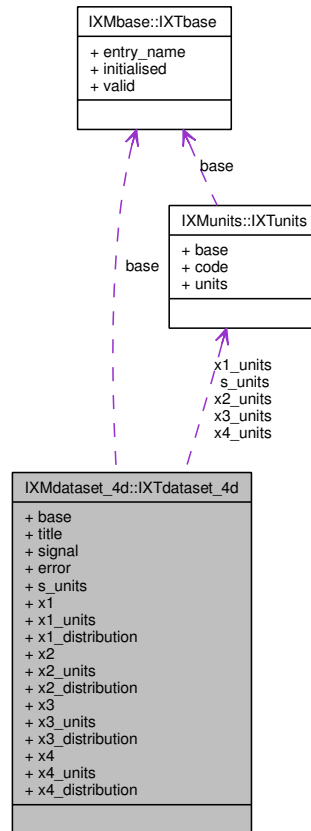 IXMbase::IXTbase
+ entry_name
+ initialised
+ valid
base
IXMunits::IXTunits
+ base
+ code
+ units
base
x1_units
s_units
x2_units
x3_units
x4_units
IXMdataset_4d::IXTdataset_4d
+ base
+ title
+ signal
+ error
+ s_units
+ x1
+ x1_units
+ x1_distribution
+ x2
+ x2_units
+ x2_distribution
+ x3
+ x3_units
+ x3_distribution
+ x4
+ x4_units
+ x4_distribution